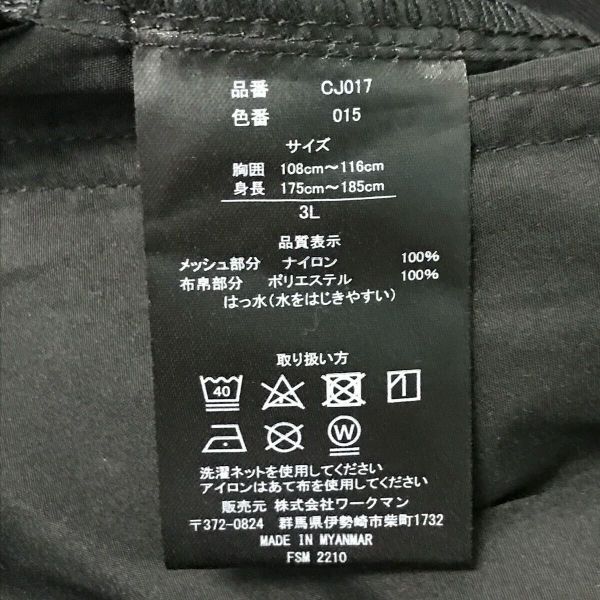 品番 CJ017
色番 015
サイズ
胸囲 108cm～116cm
身長 175cm～185cm
3L
品質表示
メッシュ部分 ナイロン 100%
布帛部分 ポリエステル 100%
はっ水(水をはじきやすい)
取り扱い方
40
W
洗濯ネットを使用してください
アイロンはあて布を使用してください
販売元 株式会社ワークマン
〒372-0824 群馬県伊勢崎市柴町1732
MADE IN MYANMAR
FSM 2210